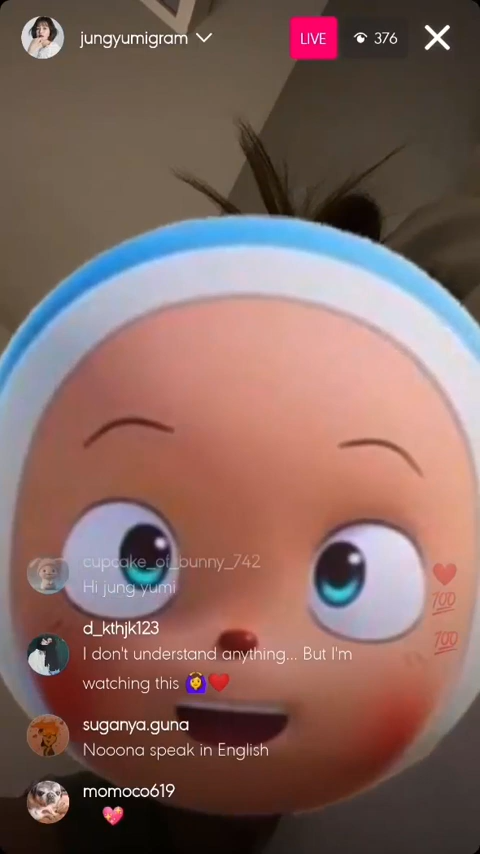 jungyumigram
LIVE
376
cupcake_of_bunny_742
Hi jung yumi
d_kthjk123
I don't understand anything... But I'm
watching this 🙆‍♀️❤️
suganya.guna
Nooona speak in English
momoco619
💖
❤️
💯
💯